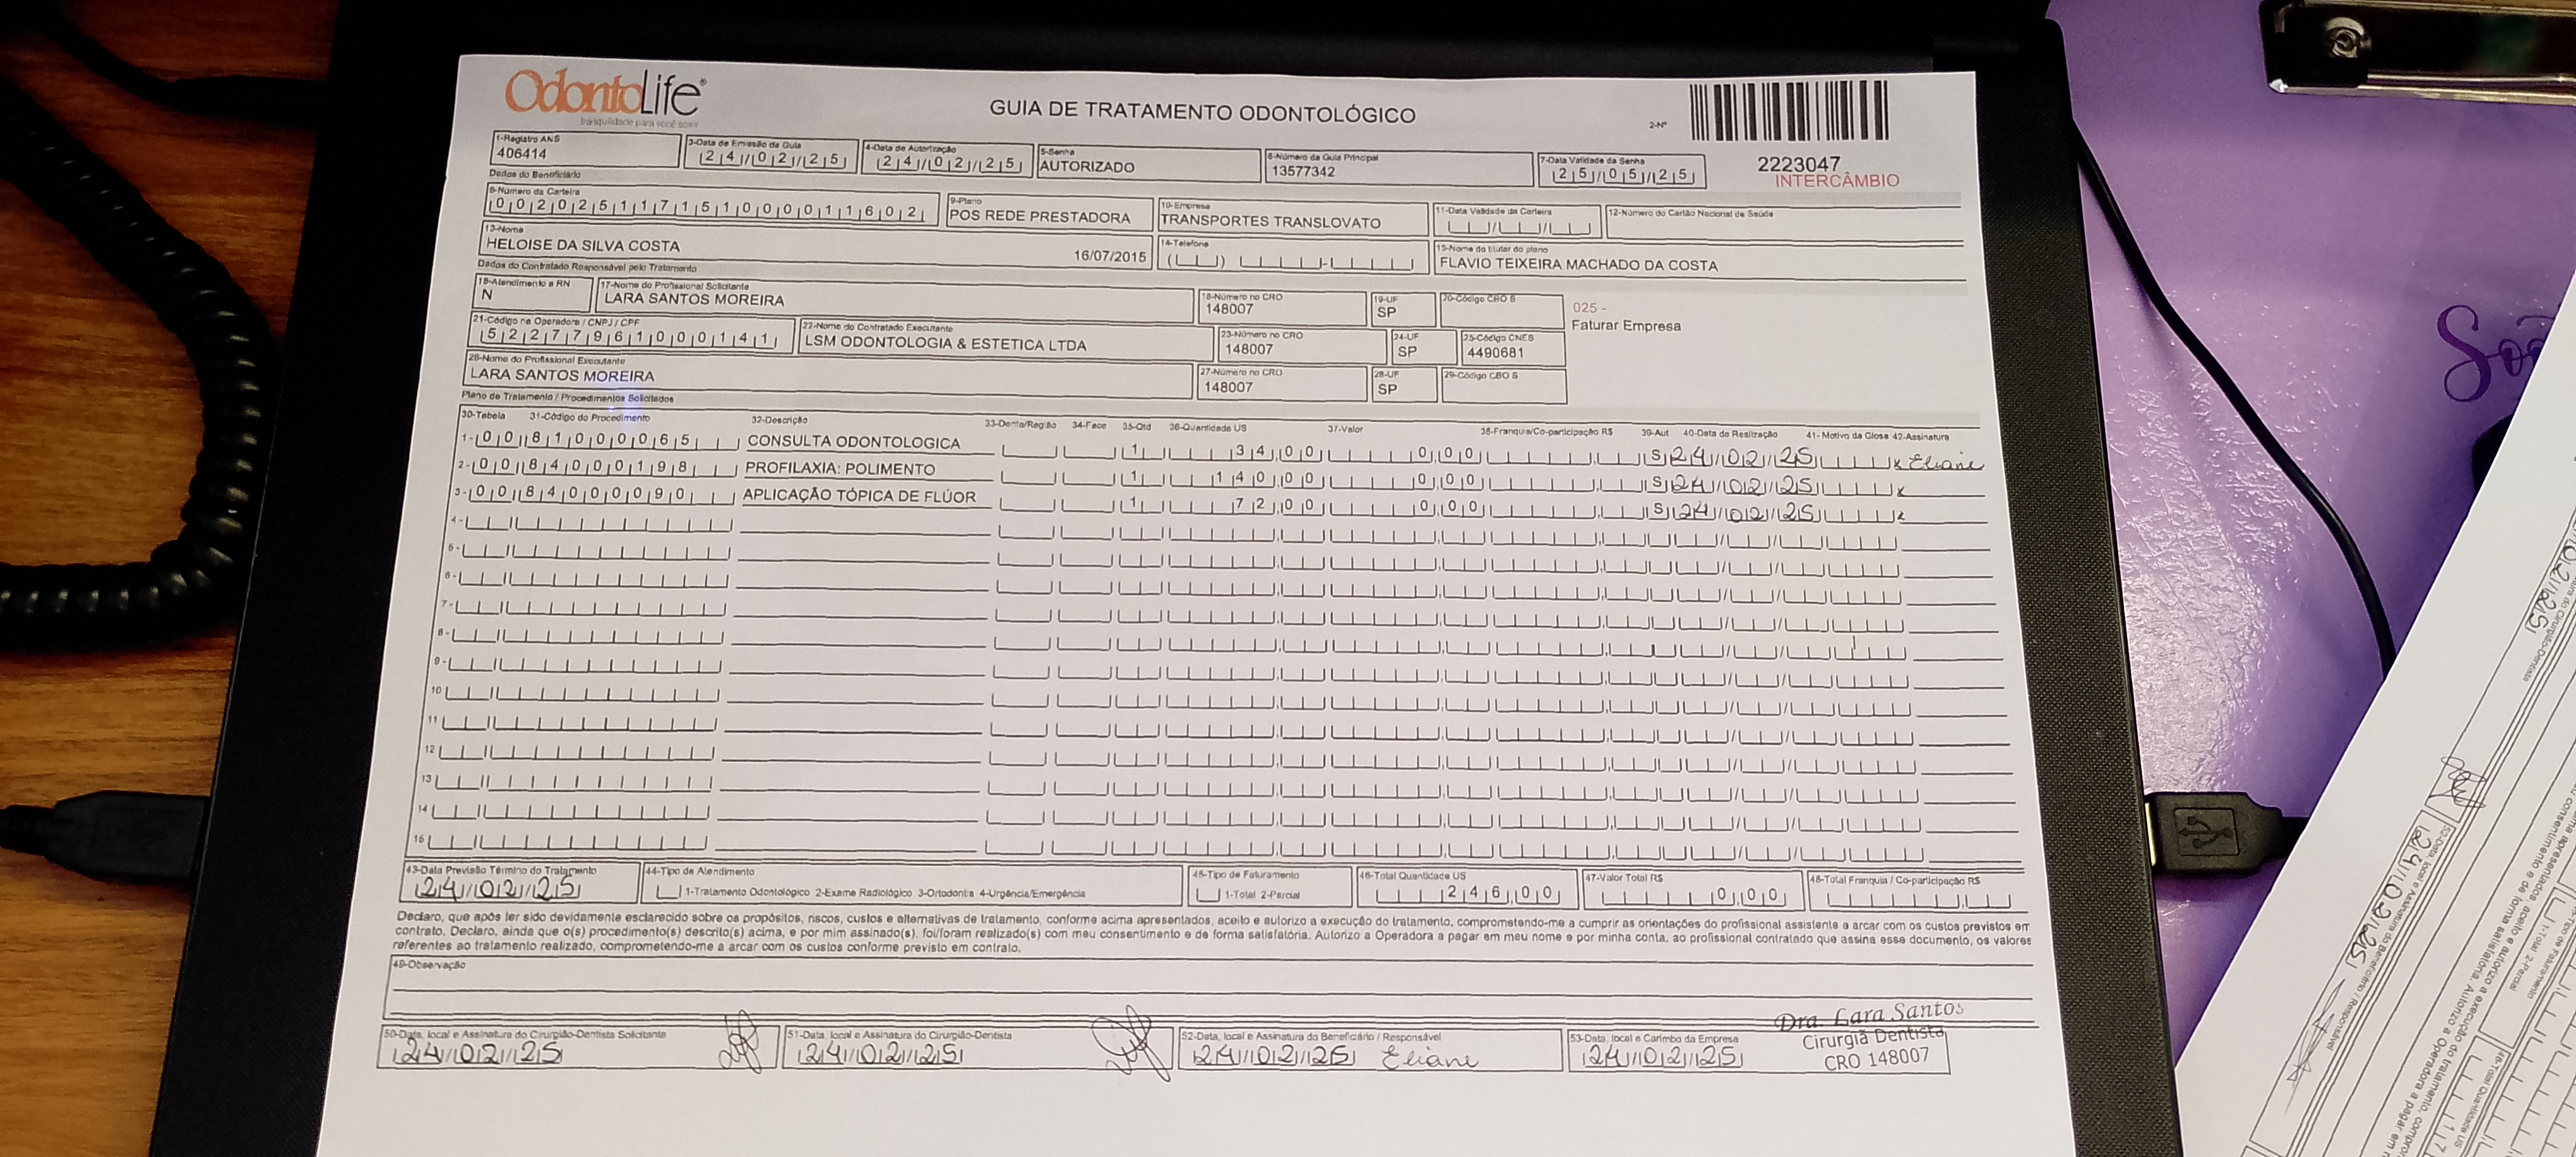 OdontoLife®
tranquilidade para você sorrir
GUIA DE TRATAMENTO ODONTOLÓGICO
2-Nº
2223047
INTERCÂMBIO
1-Registro ANS
406414
3-Data de Emissão da Guia
24/02/25
4-Data de Autorização
24/02/25
5-Senha
AUTORIZADO
6-Número da Guia Principal
13577342
7-Data Validade da Senha
25/05/25
Dados do Beneficiário
8-Número da Carteira
00202511715100001602
9-Plano
POS REDE PRESTADORA
10-Empresa
TRANSPORTES TRANSLOVATO
11-Data Validade da Carteira
12-Número do Cartão Nacional de Saúde
13-Nome
HELOISE DA SILVA COSTA 16/07/2015
14-Telefone
15-Nome do titular do plano
FLAVIO TEIXEIRA MACHADO DA COSTA
Dados do Contratado Responsável pelo Tratamento
16-Atendimento a RN
N
17-Nome do Profissional Solicitante
LARA SANTOS MOREIRA
18-Número no CRO
148007
19-UF
SP
20-Código CBO S
025 -
Faturar Empresa
21-Código na Operadora / CNPJ / CPF
52277961000141
22-Nome do Contratado Executante
LSM ODONTOLOGIA & ESTETICA LTDA
23-Número no CRO
148007
24-UF
SP
25-Código CNES
4490681
26-Nome do Profissional Executante
LARA SANTOS MOREIRA
27-Número no CRO
148007
28-UF
SP
29-Código CBO S
Plano de Tratamento / Procedimentos Solicitados
30-Tabela 31-Código do Procedimento 32-Descrição 33-Dente/Região 34-Face 35-Qtd 36-Quantidade US 37-Valor 38-Franquia/Co-participação R$ 39-Aut 40-Data de Realização 41- Motivo da Glosa 42-Assinatura
1- 00 81000065 CONSULTA ODONTOLOGICA 1 34,00 0,00 S 24/02/25 x Eliane
2- 00 84000198 PROFILAXIA: POLIMENTO 1 140,00 0,00 S 24/02/25 x
3- 00 84000090 APLICAÇÃO TÓPICA DE FLÚOR 1 72,00 0,00 S 24/02/25 x
4-
5-
6-
7-
8-
9-
10
11
12
13
14
15
43-Data Previsão Término do Tratamento
24/02/25
44-Tipo de Atendimento
1-Tratamento Odontológico 2-Exame Radiológico 3-Ortodontia 4-Urgência/Emergência
45-Tipo de Faturamento
1-Total 2-Parcial
46-Total Quantidade US
246,00
47-Valor Total R$
0,00
48-Total Franquia / Co-participação R$
Declaro, que após ter sido devidamente esclarecido sobre os propósitos, riscos, custos e alternativas de tratamento, conforme acima apresentados, aceito e autorizo a execução do tratamento, comprometendo-me a cumprir as orientações do profissional assistente e arcar com os custos previstos em
contrato. Declaro, ainda que o(s) procedimento(s) descrito(s) acima, e por mim assinado(s), foi/foram realizado(s) com meu consentimento e de forma satisfatória. Autorizo a Operadora a pagar em meu nome e por minha conta, ao profissional contratado que assina esse documento, os valores
referentes ao tratamento realizado, comprometendo-me a arcar com os custos conforme previsto em contrato.
49-Observação
50-Data, local e Assinatura do Cirurgião-Dentista Solicitante
24/02/25
51-Data, local e Assinatura do Cirurgião-Dentista
24/02/25
52-Data, local e Assinatura do Beneficiário / Responsável
24/02/25 Eliane
53-Data, local e Carimbo da Empresa
24/02/25
Dra. Lara Santos
Cirurgiã Dentista
CRO 148007